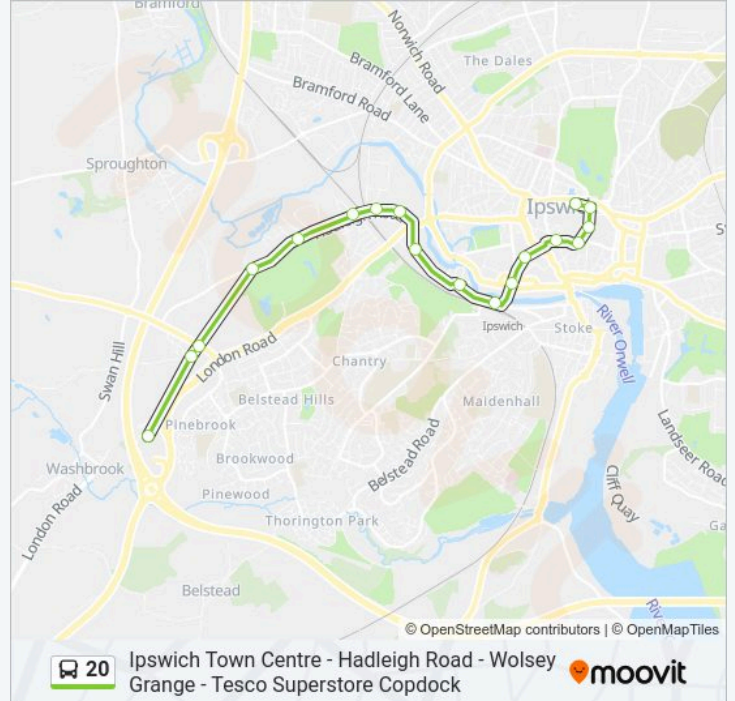 Bramford
Norwich Road
The Dales
Bramford Lane
Bramford Road
Sproughton
London Road
Ipswich
Stoke
River Orwell
Swan Hill
Chantry
Belstead Hills
Maidenhall
Pinebrook
Landseer Road
Washbrook
Brookwood
Belstead Road
Pinewood
Cliff Quay
London Road
Thorington Park
Belstead
© OpenStreetMap contributors | © OpenMapTiles
20
Ipswich Town Centre - Hadleigh Road - Wolsey
Grange - Tesco Superstore Copdock
moovit